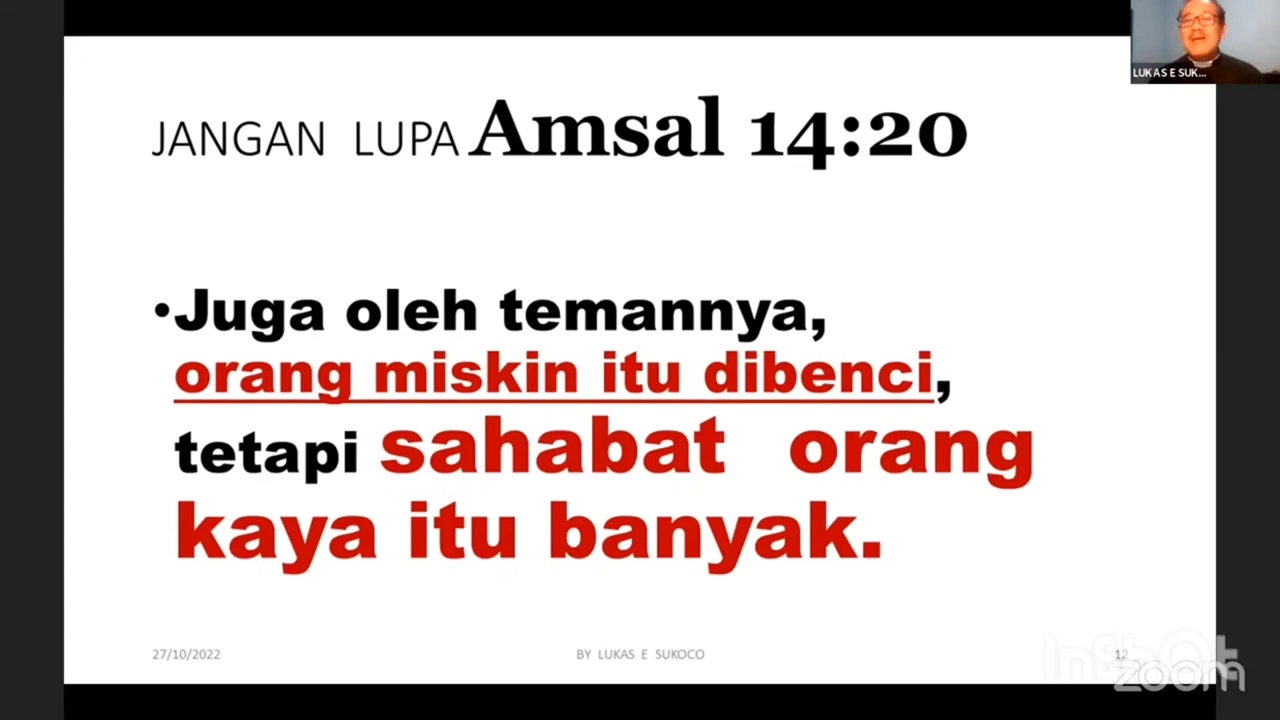 LUKAS E SUK...
JANGAN LUPA Amsal 14:20
•Juga oleh temannya,
orang miskin itu dibenci,
tetapi sahabat orang
kaya itu banyak.
27/10/2022 BY LUKAS E SUKOCO 12
InShOt
zoom